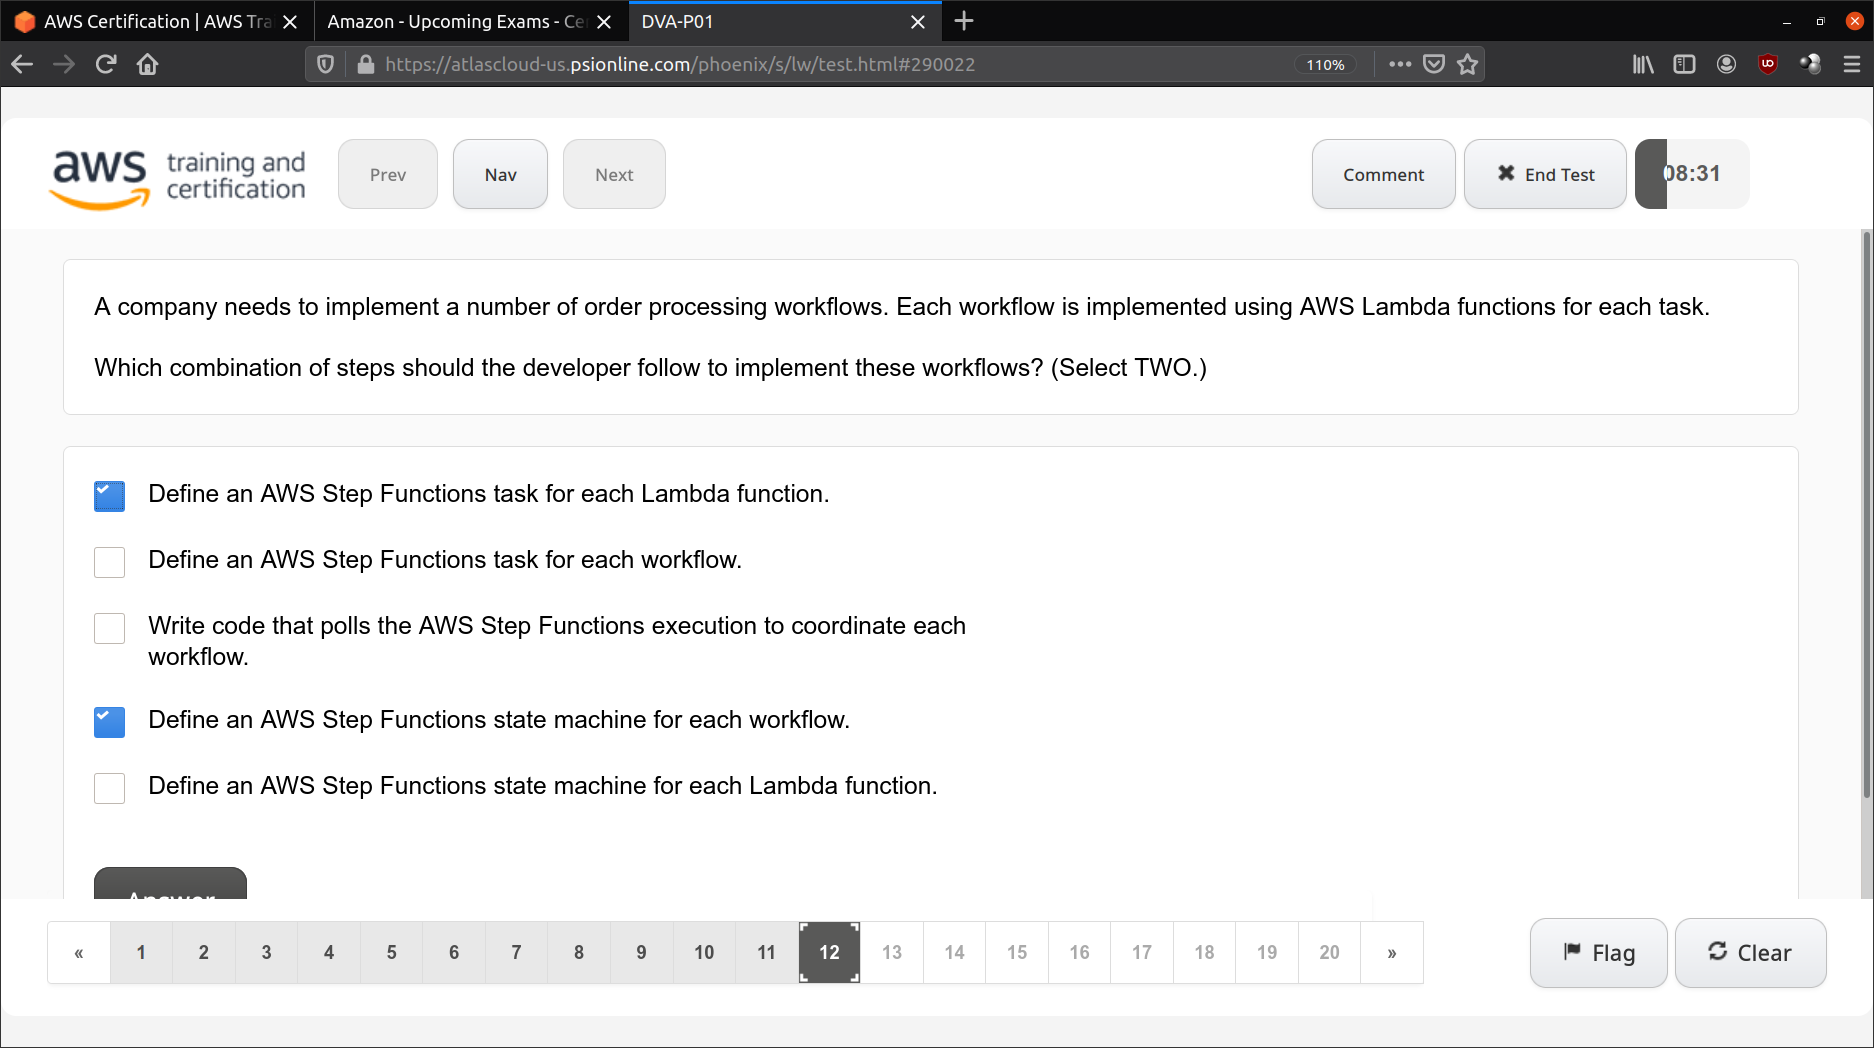 AWS Certification | AWS Tra
Amazon - Upcoming Exams - Ce
DVA-P01
https://atlascloud-us.psionline.com/phoenix/s/lw/test.html#290022
110%
aws training and certification
Prev
Nav
Next
Comment
✖ End Test
08:31
A company needs to implement a number of order processing workflows. Each workflow is implemented using AWS Lambda functions for each task.
Which combination of steps should the developer follow to implement these workflows? (Select TWO.)
Define an AWS Step Functions task for each Lambda function.
Define an AWS Step Functions task for each workflow.
Write code that polls the AWS Step Functions execution to coordinate each
workflow.
Define an AWS Step Functions state machine for each workflow.
Define an AWS Step Functions state machine for each Lambda function.
Answer
« 1 2 3 4 5 6 7 8 9 10 11 12 13 14 15 16 17 18 19 20 »
Flag
Clear